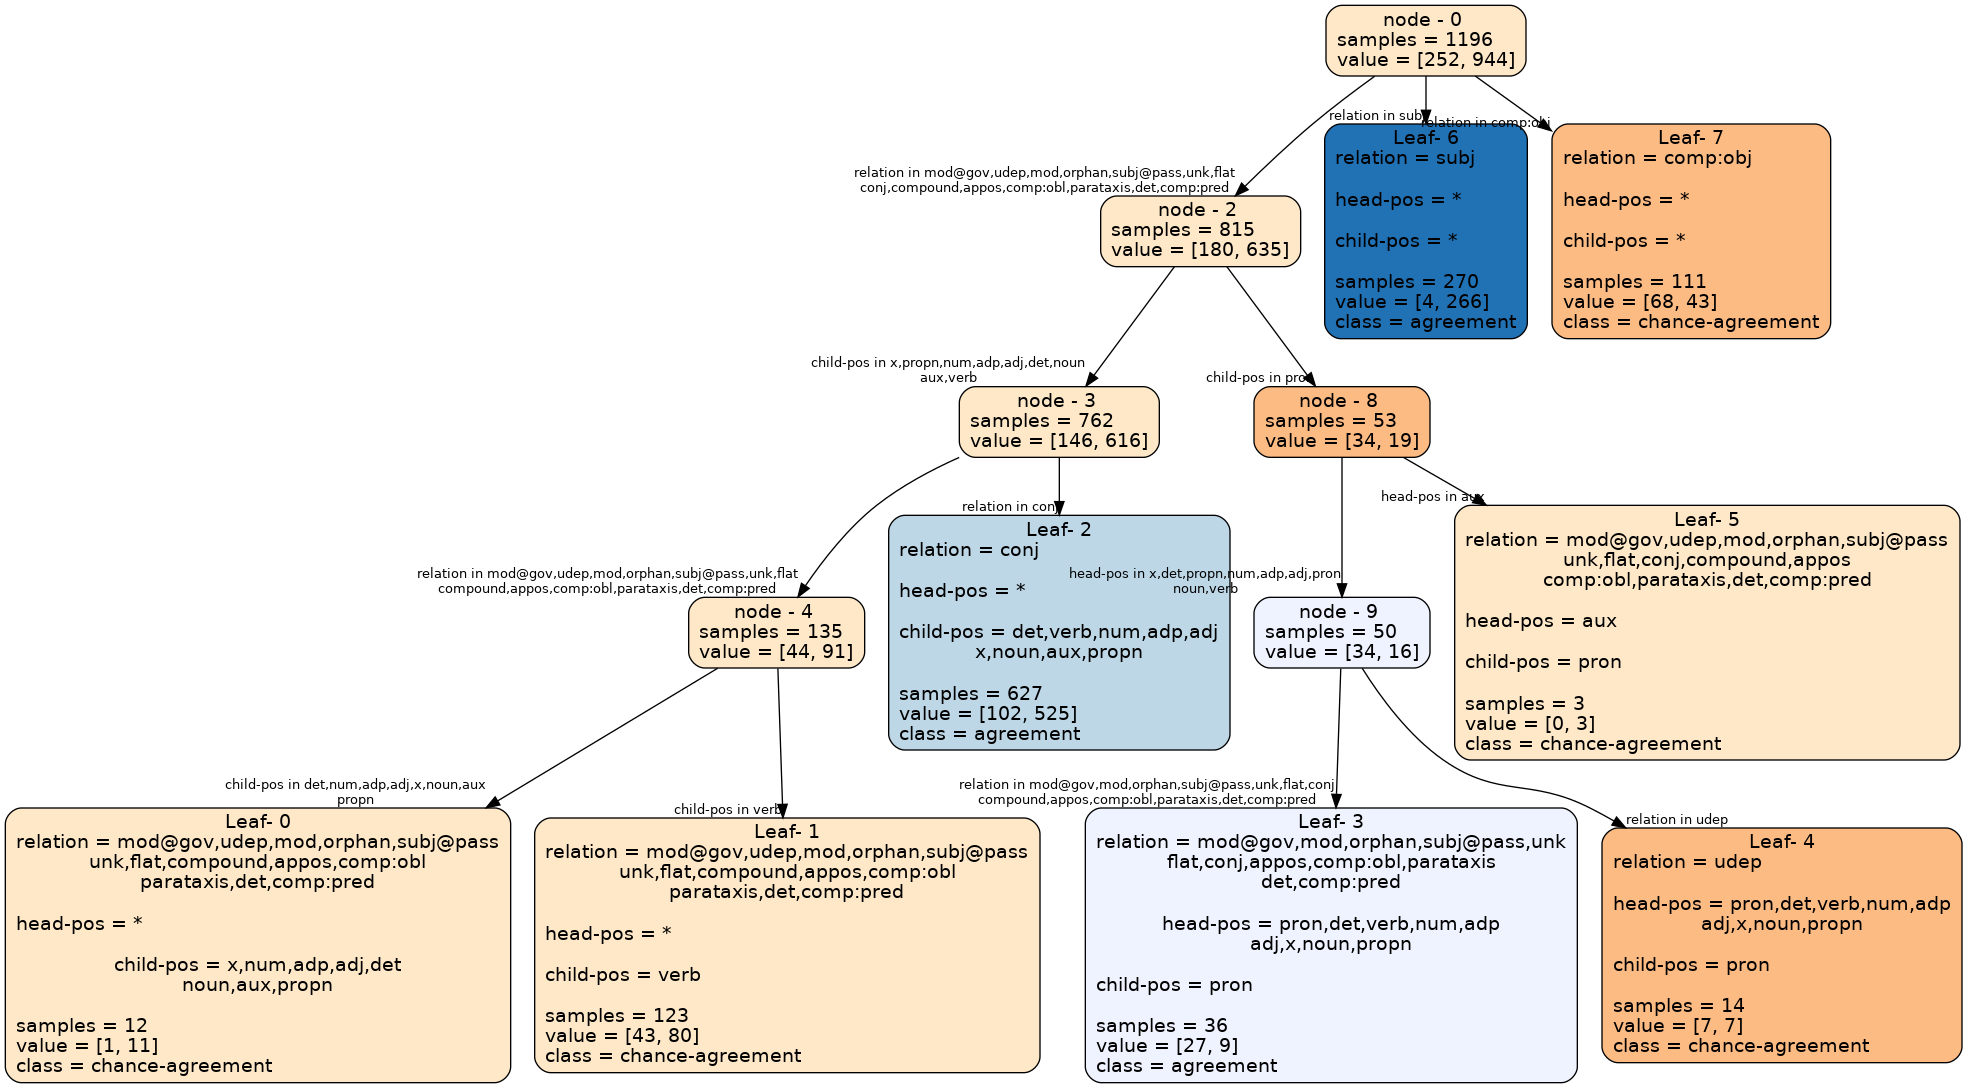 node - 0
samples = 1196
value = [252, 944]
relation in subj
relation in comp:obj
relation in mod@gov,udep,mod,orphan,subj@pass,unk,flat
conj,compound,appos,comp:obl,parataxis,det,comp:pred
Leaf- 6
relation = subj
head-pos = *
child-pos = *
samples = 270
value = [4, 266]
class = agreement
Leaf- 7
relation = comp:obj
head-pos = *
child-pos = *
samples = 111
value = [68, 43]
class = chance-agreement
node - 2
samples = 815
value = [180, 635]
child-pos in x,propn,num,adp,adj,det,noun
aux,verb
child-pos in pron
node - 3
samples = 762
value = [146, 616]
node - 8
samples = 53
value = [34, 19]
relation in mod@gov,udep,mod,orphan,subj@pass,unk,flat
compound,appos,comp:obl,parataxis,det,comp:pred
relation in conj
head-pos in x,det,propn,num,adp,adj,pron
noun,verb
head-pos in aux
node - 4
samples = 135
value = [44, 91]
Leaf- 2
relation = conj
head-pos = *
child-pos = det,verb,num,adp,adj
x,noun,aux,propn
samples = 627
value = [102, 525]
class = agreement
node - 9
samples = 50
value = [34, 16]
Leaf- 5
relation = mod@gov,udep,mod,orphan,subj@pass
unk,flat,conj,compound,appos
comp:obl,parataxis,det,comp:pred
head-pos = aux
child-pos = pron
samples = 3
value = [0, 3]
class = chance-agreement
child-pos in det,num,adp,adj,x,noun,aux
propn
child-pos in verb
relation in mod@gov,mod,orphan,subj@pass,unk,flat,conj
compound,appos,comp:obl,parataxis,det,comp:pred
relation in udep
Leaf- 0
relation = mod@gov,udep,mod,orphan,subj@pass
unk,flat,compound,appos,comp:obl
parataxis,det,comp:pred
head-pos = *
child-pos = x,num,adp,adj,det
noun,aux,propn
samples = 12
value = [1, 11]
class = chance-agreement
Leaf- 1
relation = mod@gov,udep,mod,orphan,subj@pass
unk,flat,compound,appos,comp:obl
parataxis,det,comp:pred
head-pos = *
child-pos = verb
samples = 123
value = [43, 80]
class = chance-agreement
Leaf- 3
relation = mod@gov,mod,orphan,subj@pass,unk
flat,conj,appos,comp:obl,parataxis
det,comp:pred
head-pos = pron,det,verb,num,adp
adj,x,noun,propn
child-pos = pron
samples = 36
value = [27, 9]
class = agreement
Leaf- 4
relation = udep
head-pos = pron,det,verb,num,adp
adj,x,noun,propn
child-pos = pron
samples = 14
value = [7, 7]
class = chance-agreement